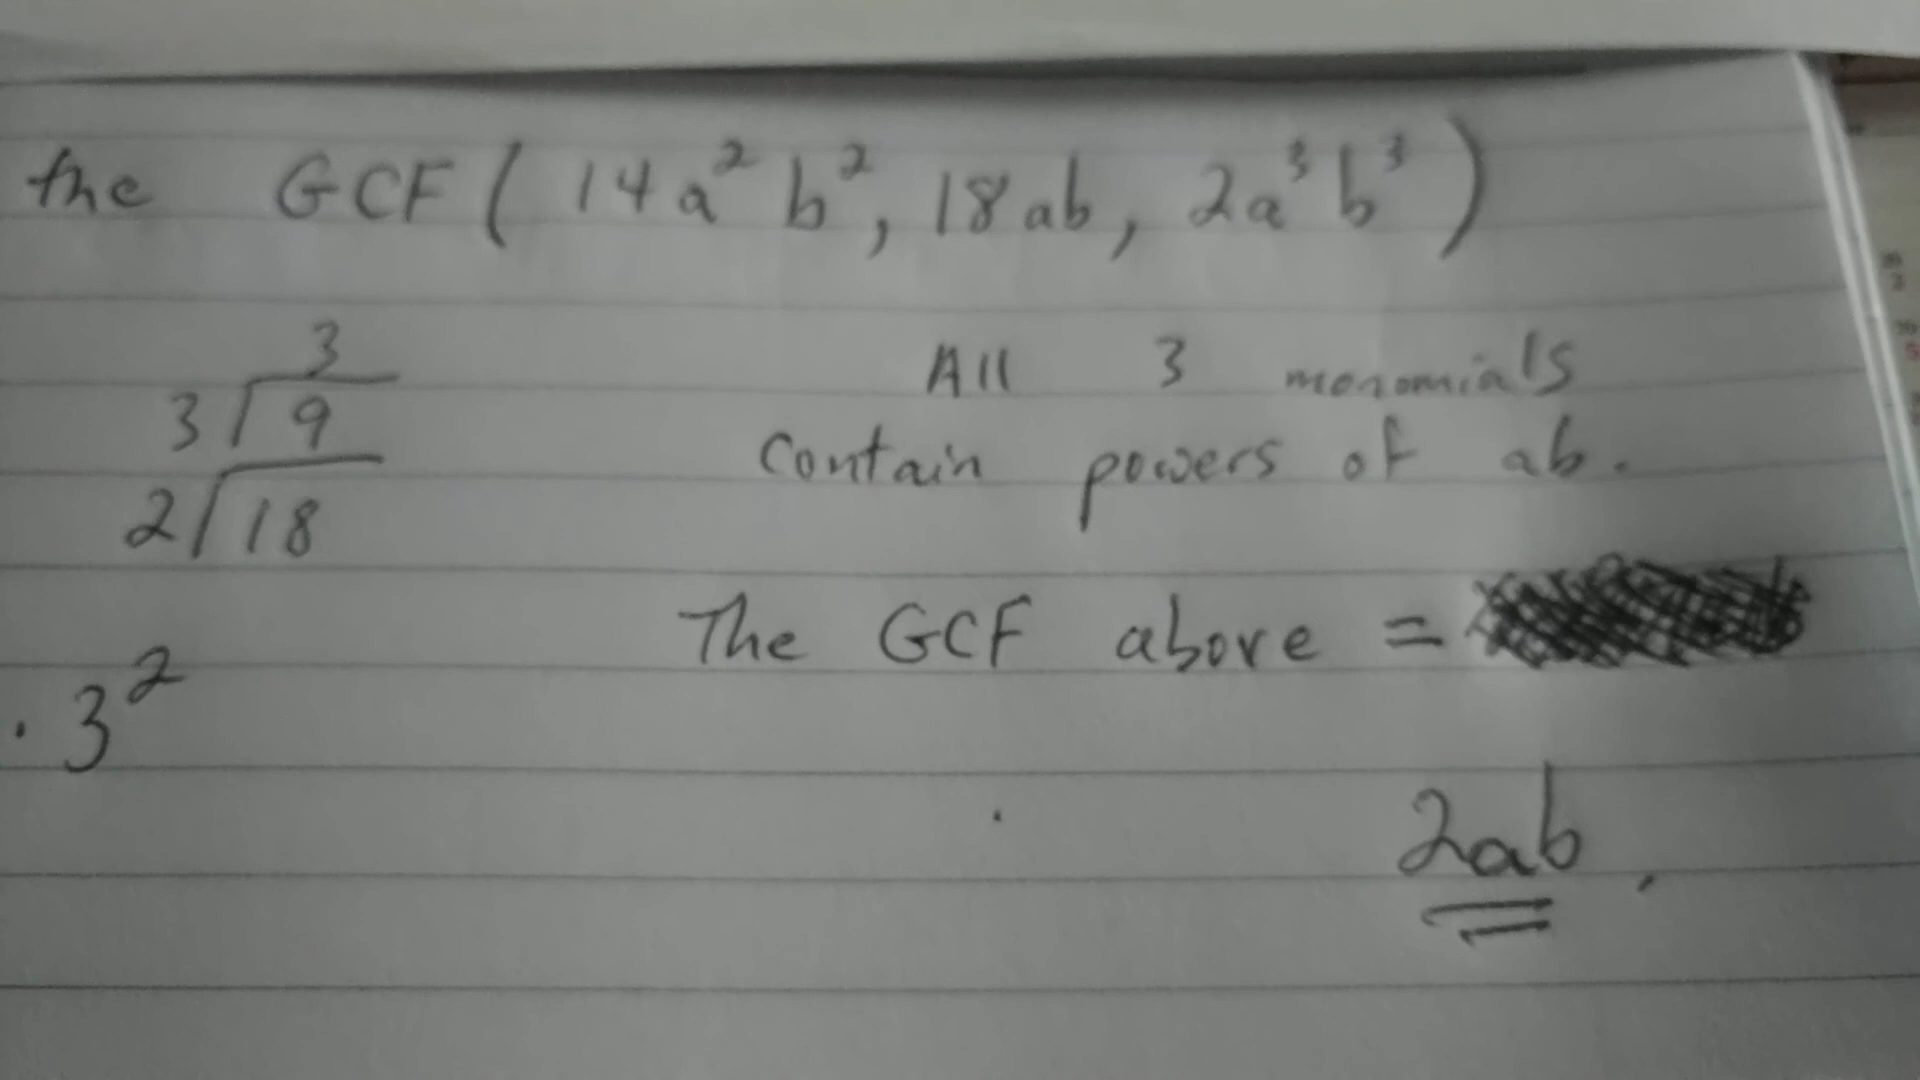 the GCF ( 14a²b², 18ab, 2a³b³ )
3
3 / 9
2 / 18
All 3 monomials
contain powers of ab.
The GCF above =
. 3²
2ab.